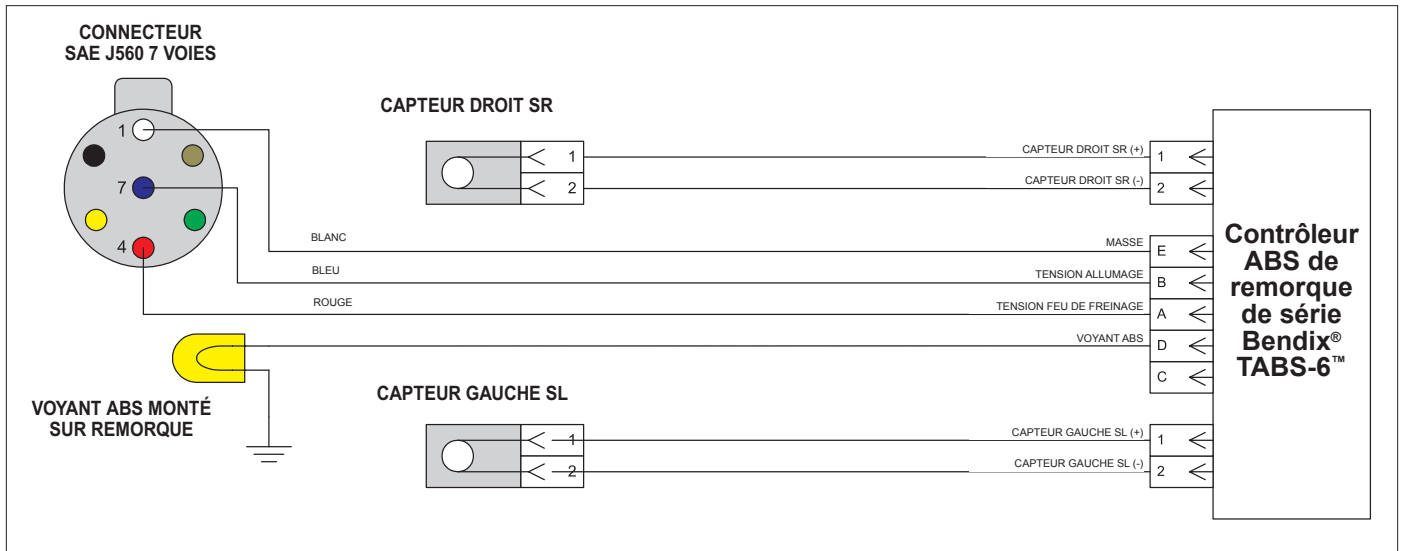 CONNECTEUR
SAE J560 7 VOIES
1
7
4
CAPTEUR DROIT SR
1
2
CAPTEUR DROIT SR (+)
CAPTEUR DROIT SR (-)
1
2
BLANC
BLEU
ROUGE
MASSE
TENSION ALLUMAGE
TENSION FEU DE FREINAGE
VOYANT ABS
E
B
A
D
C
VOYANT ABS MONTÉ
SUR REMORQUE
CAPTEUR GAUCHE SL
1
2
CAPTEUR GAUCHE SL (+)
CAPTEUR GAUCHE SL (-)
1
2
Contrôleur
ABS de
remorque
de série
Bendix®
TABS-6™